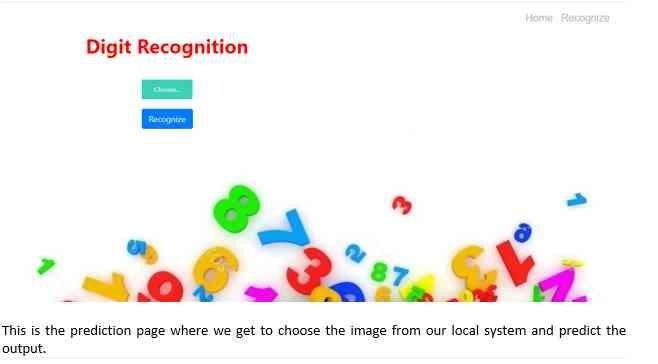 Home Recognize
Digit Recognition
Choose...
Recognize
This is the prediction page where we get to choose the image from our local system and predict the
output.